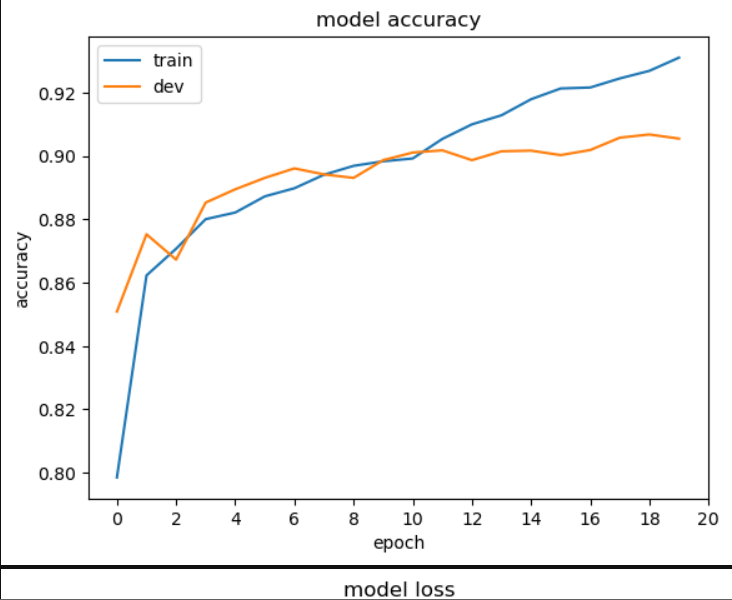 model accuracy
train
dev
0.92
0.90
0.88
0.86
0.84
0.82
0.80
accuracy
0 2 4 6 8 10 12 14 16 18 20
epoch
model loss